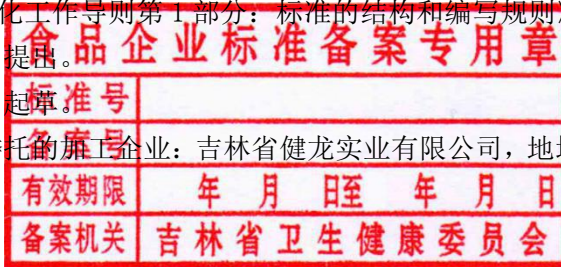 化工作导则第1部分：标准的结构和编写规则
食品企业标准备案专用章
提出。
标准号
起草。
备案号
托的加工企业：吉林省健龙实业有限公司，地
有效期限 年 月 日至 年 月 日
备案机关 吉林省卫生健康委员会